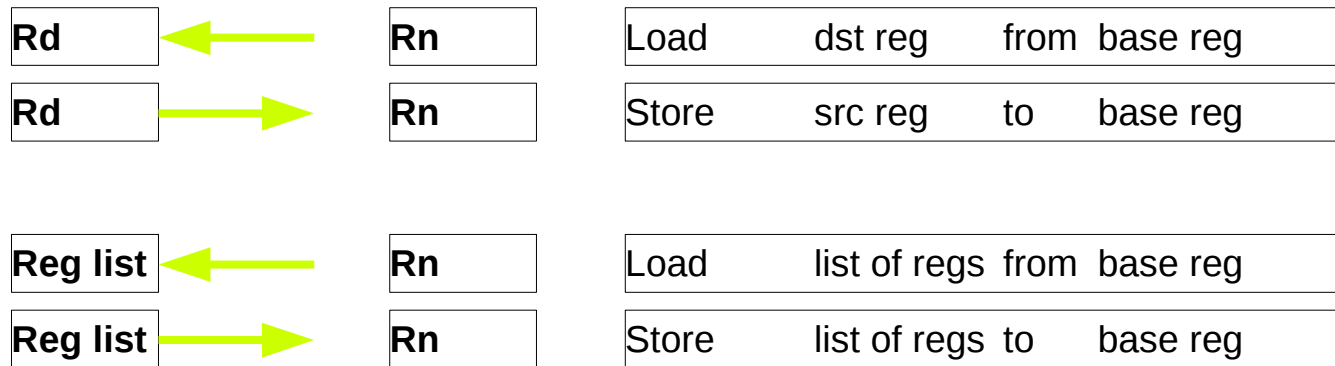 Rd Rn Load dst reg from base reg
Rd Rn Store src reg to base reg
Reg list Rn Load list of regs from base reg
Reg list Rn Store list of regs to base reg